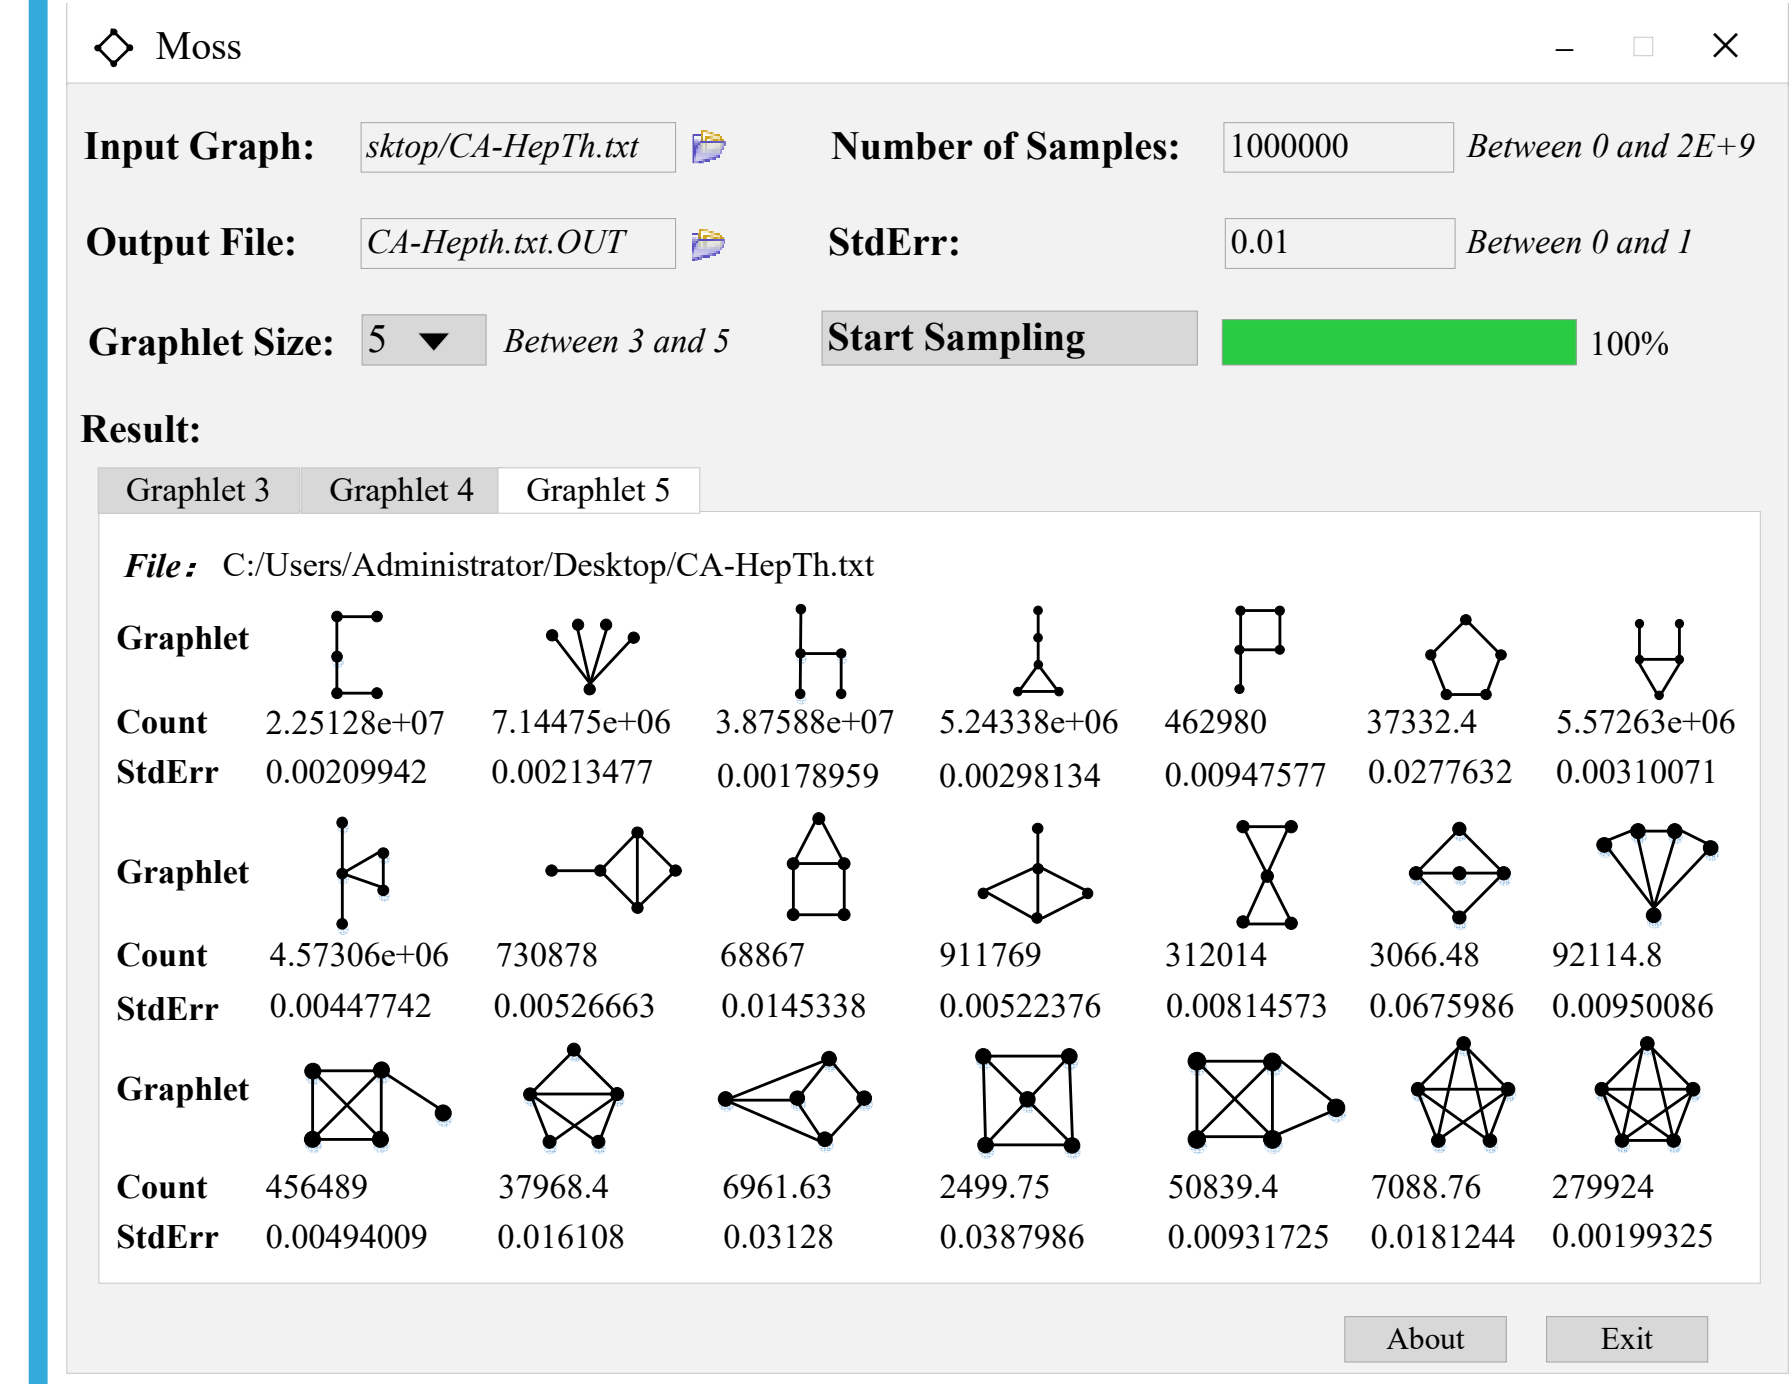 Moss
Input Graph: sktop/CA-HepTh.txt Number of Samples: 1000000 Between 0 and 2E+9
Output File: CA-Hepth.txt.OUT StdErr: 0.01 Between 0 and 1
Graphlet Size: 5 Between 3 and 5 Start Sampling 100%
Result:
Graphlet 3 Graphlet 4 Graphlet 5
File: C:/Users/Administrator/Desktop/CA-HepTh.txt
Graphlet
Count 2.25128e+07 7.14475e+06 3.87588e+07 5.24338e+06 462980 37332.4 5.57263e+06
StdErr 0.00209942 0.00213477 0.00178959 0.00298134 0.00947577 0.0277632 0.00310071
Graphlet
Count 4.57306e+06 730878 68867 911769 312014 3066.48 92114.8
StdErr 0.00447742 0.00526663 0.0145338 0.00522376 0.00814573 0.0675986 0.00950086
Graphlet
Count 456489 37968.4 6961.63 2499.75 50839.4 7088.76 279924
StdErr 0.00494009 0.016108 0.03128 0.0387986 0.00931725 0.0181244 0.00199325
About Exit